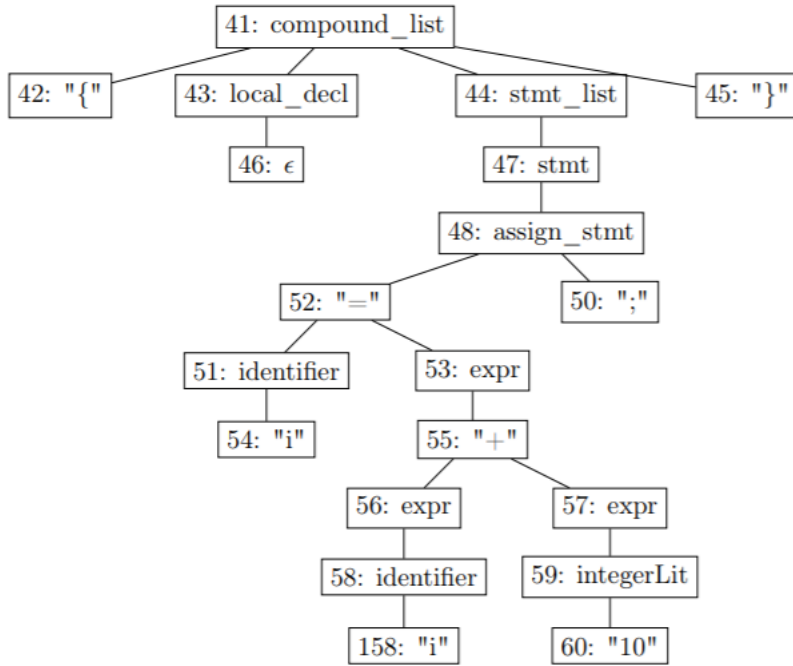 41: compound_list
42: "{"
43: local_decl
44: stmt_list
45: "}"
46: ϵ
47: stmt
48: assign_stmt
52: "="
50: ";"
51: identifier
53: expr
54: "i"
55: "+"
56: expr
57: expr
58: identifier
59: integerLit
158: "i"
60: "10"